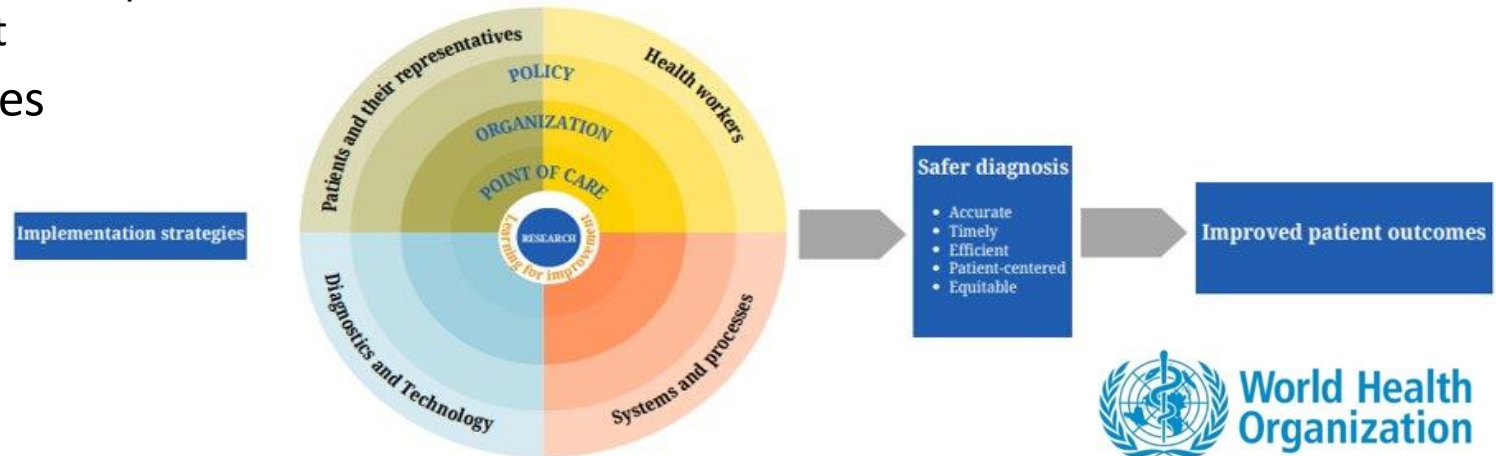 t
es
Implementation strategies
Patients and their representatives
Health workers
POLICY
ORGANIZATION
POINT OF CARE
RESEARCH
Learning for improvement
Diagnostics and Technology
Systems and processes
Safer diagnosis
• Accurate
• Timely
• Efficient
• Patient-centered
• Equitable
Improved patient outcomes
World Health
Organization